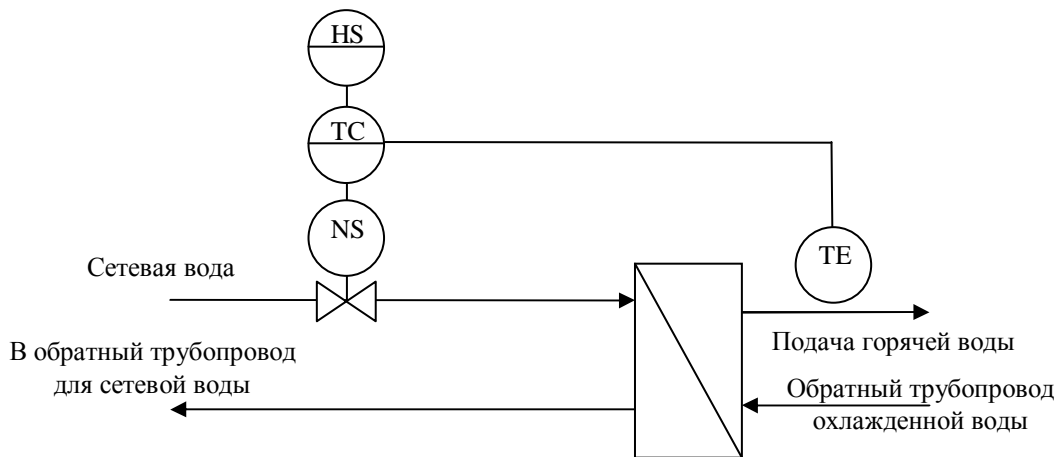 HS
TC
NS
TE
Сетевая вода
В обратный трубопровод
для сетевой воды
Подача горячей воды
Обратный трубопровод
охлажденной воды